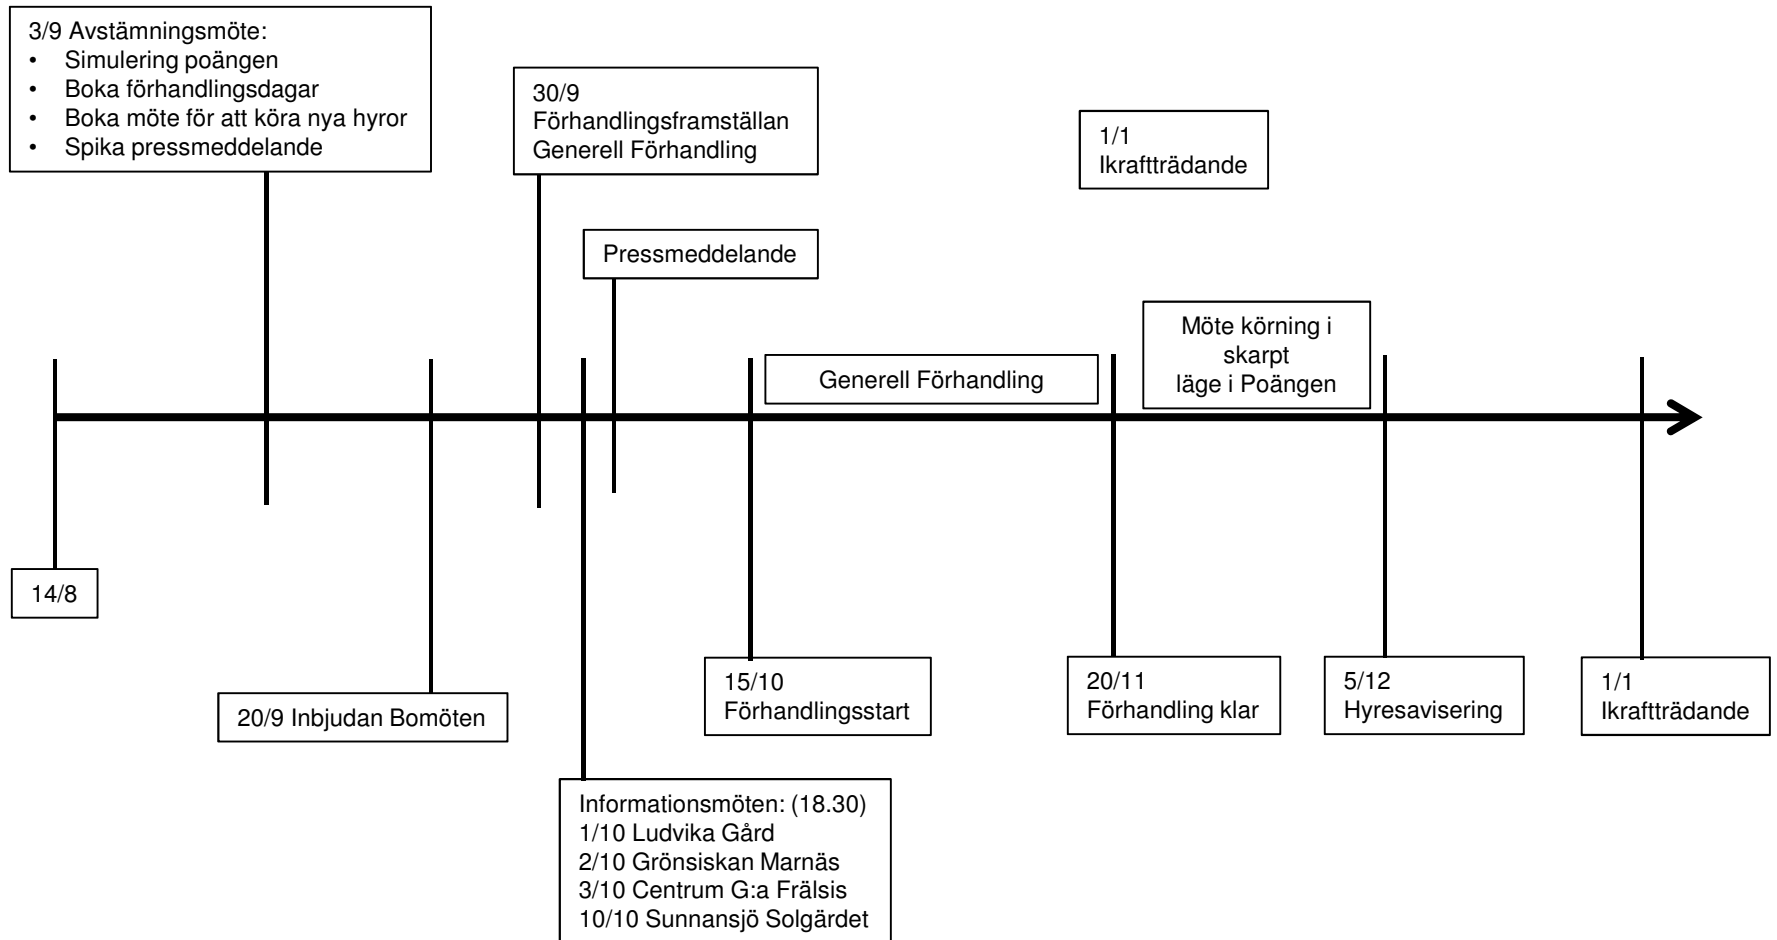 3/9 Avstämningsmöte:
• Simulering poängen
• Boka förhandlingsdagar
• Boka möte för att köra nya hyror
• Spika pressmeddelande
30/9
Förhandlingsframställan
Generell Förhandling
1/1
Ikraftträdande
Pressmeddelande
Generell Förhandling
Möte körning i
skarpt
läge i Poängen
14/8
20/9 Inbjudan Bomöten
15/10
Förhandlingsstart
20/11
Förhandling klar
5/12
Hyresavisering
1/1
Ikraftträdande
Informationsmöten: (18.30)
1/10 Ludvika Gård
2/10 Grönsiskan Marnäs
3/10 Centrum G:a Frälsis
10/10 Sunnansjö Solgärdet